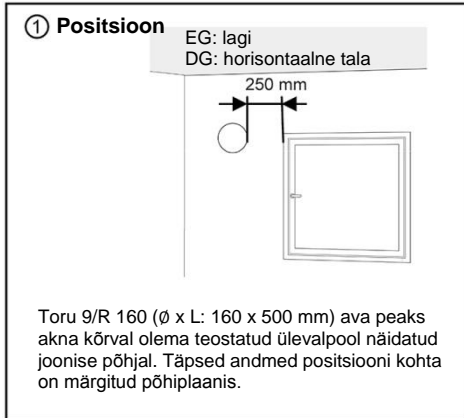 ① Positsioon
EG: lagi
DG: horisontaalne tala
250 mm
Toru 9/R 160 (Ø x L: 160 x 500 mm) ava peaks
akna kõrval olema teostatud ülevalpool näidatud
joonise põhjal. Täpsed andmed positsiooni kohta
on märgitud põhiplaanis.